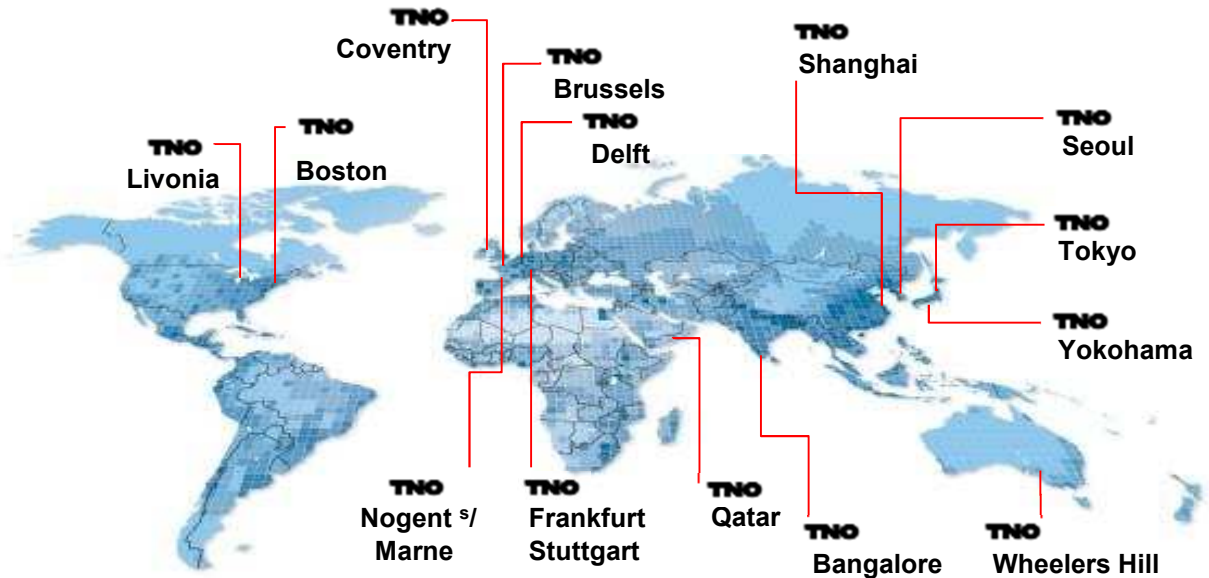 TNO
Coventry
TNO
Brussels
TNO
Delft
TNO
Shanghai
TNO
Seoul
TNO
Livonia
TNO
Boston
TNO
Tokyo
TNO
Yokohama
TNO
Nogent s/
Marne
TNO
Frankfurt
Stuttgart
TNO
Qatar
TNO
Bangalore
TNO
Wheelers Hill